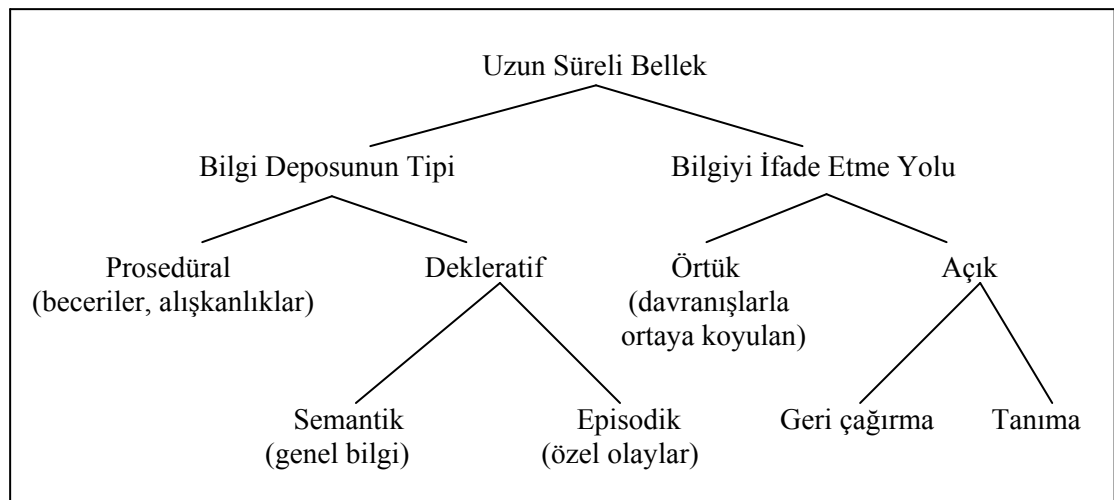 Uzun Süreli Bellek
Bilgi Deposunun Tipi
Bilgiyi İfade Etme Yolu
Prosedüral
(beceriler, alışkanlıklar)
Dekleratif
Örtük
(davranışlarla
ortaya koyulan)
Açık
Semantik
(genel bilgi)
Episodik
(özel olaylar)
Geri çağırma
Tanıma